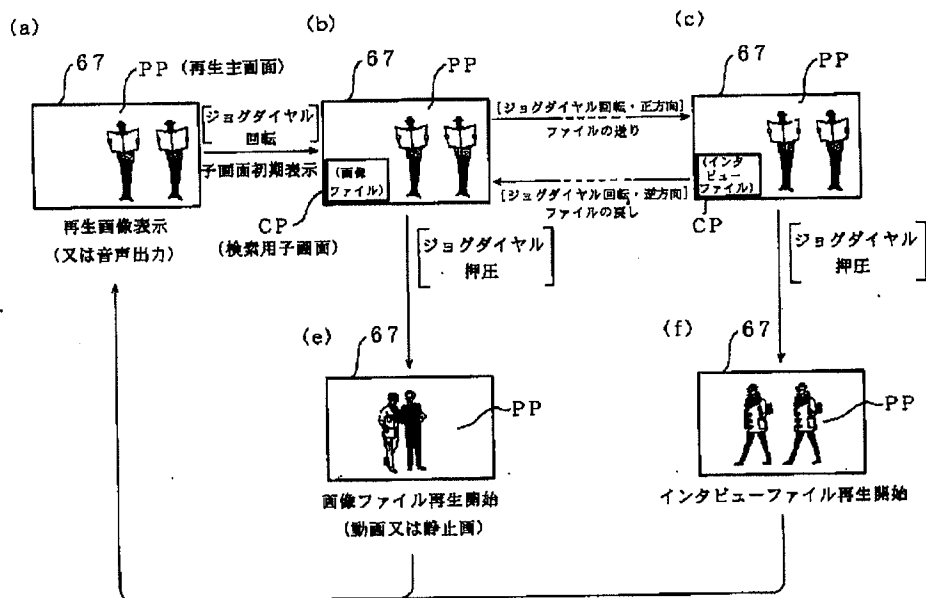 (a)
67
PP (再生主画面)
再生画像表示
(又は音声出力)
[ジョグダイヤル
回転]
子画面初期表示
(b)
67
PP
(画像
ファイル)
CP
(検索用子画面)
[ジョグダイヤル回転・正方向]
ファイルの送り
[ジョグダイヤル回転・逆方向]
ファイルの戻し
(c)
67
PP
(インタ
ビュー
ファイル)
CP
[ジョグダイヤル
押圧]
[ジョグダイヤル
押圧]
(e)
67
PP
画像ファイル再生開始
(動画又は静止画)
(f)
67
PP
インタビューファイル再生開始